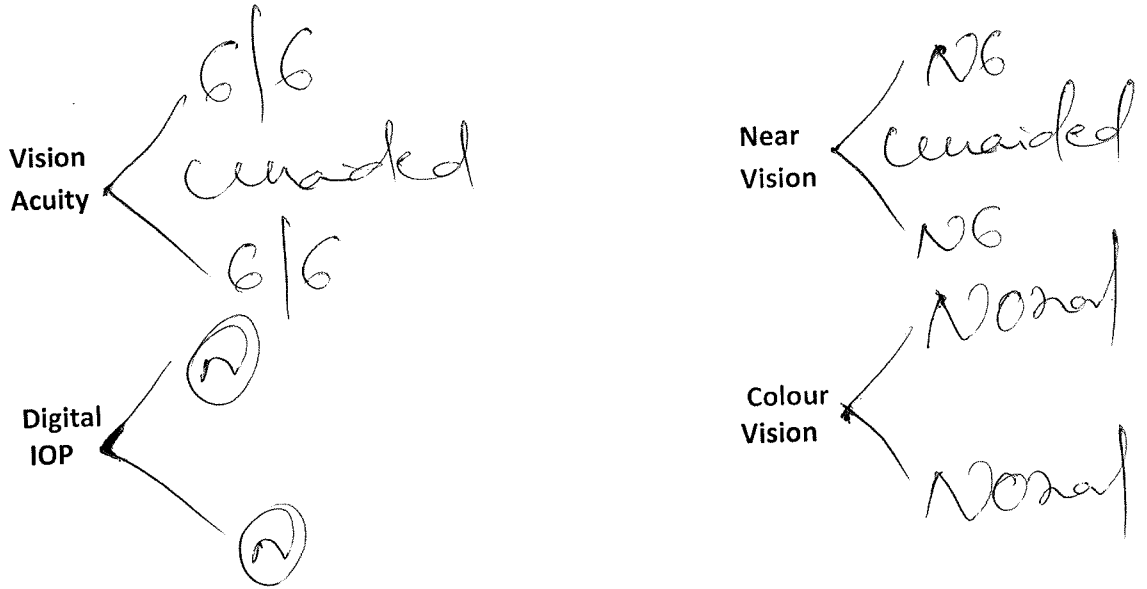 6/6
Vision
Acuity
unaided
6/6
N6
Near
Vision
unaided
N6
Digital
IOP
N
N
Colour
Vision
Normal
Normal